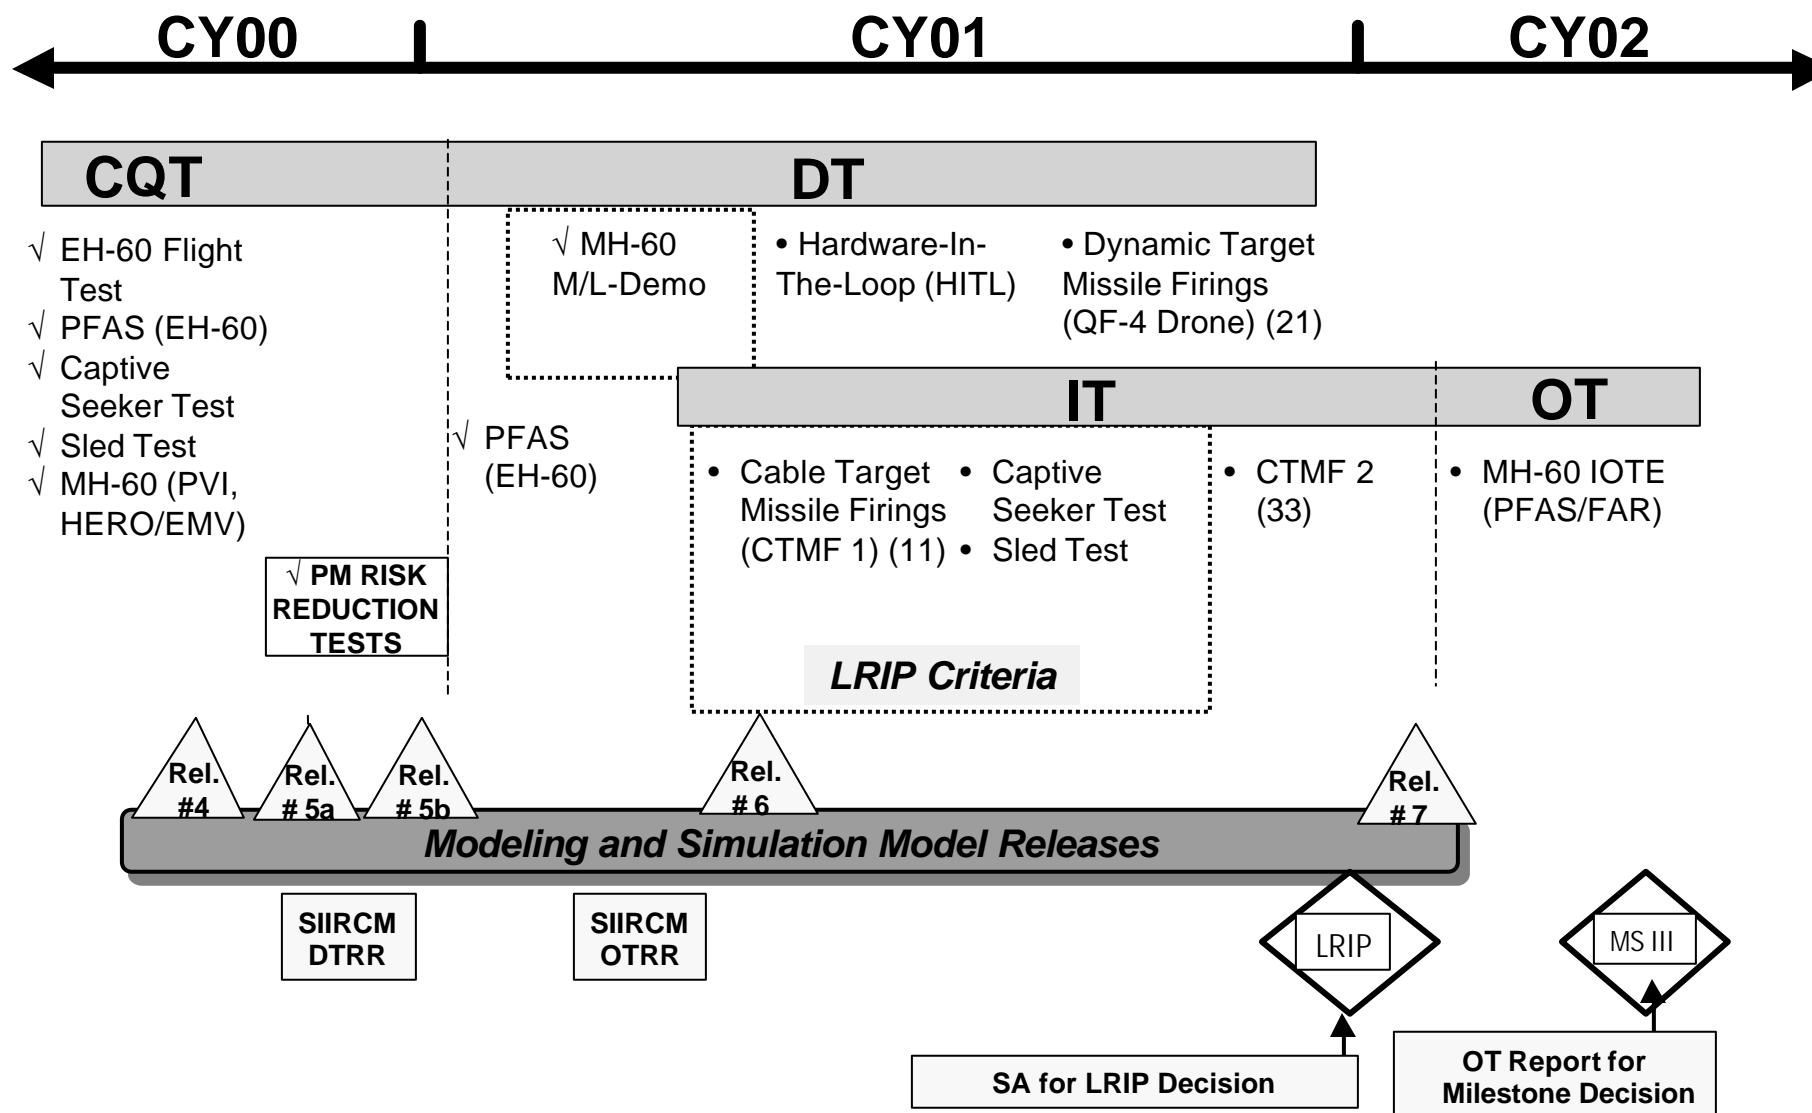 CY00
CY01
CY02
CQT
DT
√ EH-60 Flight
Test
√ PFAS (EH-60)
√ Captive
Seeker Test
√ Sled Test
√ MH-60 (PVI,
HERO/EMV)
√ MH-60
M/L-Demo
• Hardware-In-
The-Loop (HITL)
• Dynamic Target
Missile Firings
(QF-4 Drone) (21)
IT
OT
√ PFAS
(EH-60)
• Cable Target
Missile Firings
(CTMF 1) (11)
• Captive
Seeker Test
• Sled Test
• CTMF 2
(33)
• MH-60 IOTE
(PFAS/FAR)
√ PM RISK
REDUCTION
TESTS
LRIP Criteria
Rel.
#4
Rel.
# 5a
Rel.
# 5b
Rel.
# 6
Rel.
# 7
Modeling and Simulation Model Releases
SIIRCM
DTRR
SIIRCM
OTRR
LRIP
MS III
SA for LRIP Decision
OT Report for
Milestone Decision